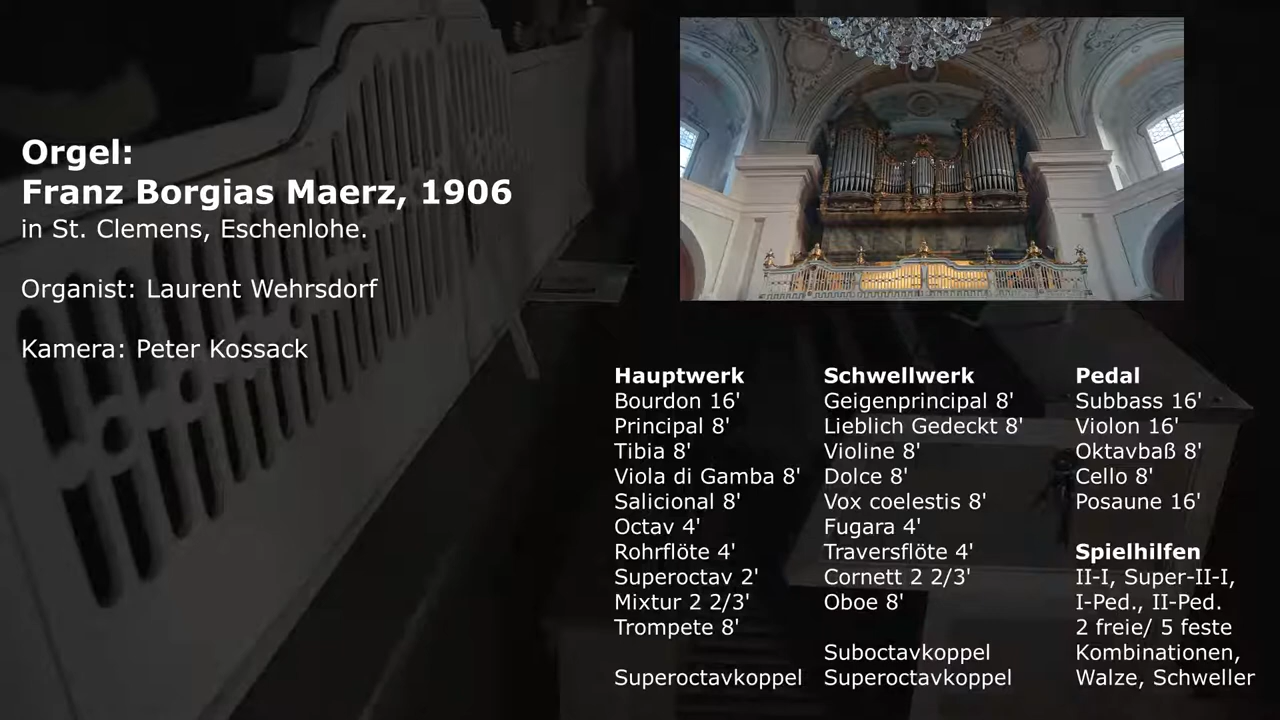 Orgel:
Franz Borgias Maerz, 1906
in St. Clemens, Eschenlohe.
Organist: Laurent Wehrsdorf
Kamera: Peter Kossack
Hauptwerk
Bourdon 16'
Principal 8'
Tibia 8'
Viola di Gamba 8'
Salicional 8'
Octav 4'
Rohrflöte 4'
Superoctav 2'
Mixtur 2 2/3'
Trompete 8'
Superoctavkoppel
Schwellwerk
Geigenprincipal 8'
Lieblich Gedeckt 8'
Violine 8'
Dolce 8'
Vox coelestis 8'
Fugara 4'
Traversflöte 4'
Cornett 2 2/3'
Oboe 8'
Suboctavkoppel
Superoctavkoppel
Pedal
Subbass 16'
Violon 16'
Oktavbaß 8'
Cello 8'
Posaune 16'
Spielhilfen
II-I, Super-II-I,
I-Ped., II-Ped.
2 freie/ 5 feste
Kombinationen,
Walze, Schweller